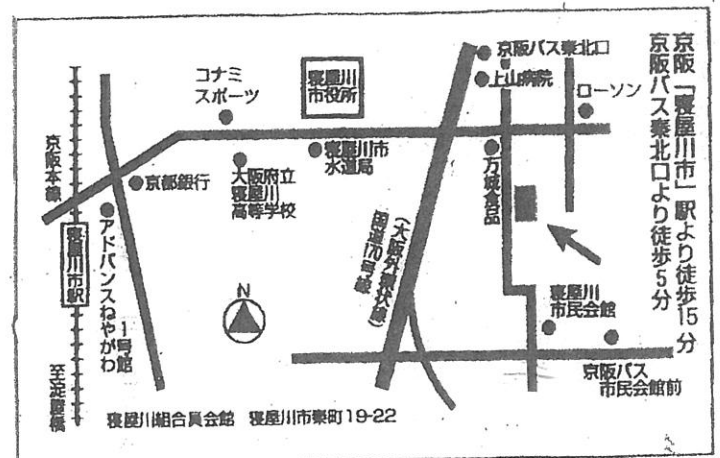 京阪「寝屋川市」駅より徒歩15分
京阪バス秦北口より徒歩5分
京阪バス秦北口
上山病院
ローソン
コナミ
スポーツ
寝屋川
市役所
寝屋川市
水道局
大阪府立
寝屋川
高等学校
京都銀行
京阪本線
寝屋川市駅
至淀屋橋
アドバンスねやがわ
1号館
N
(大阪外環状線)
国道170号線
万城食品
寝屋川
市民会館
京阪バス
市民会館前
寝屋川組合員会館 寝屋川市秦町19-22